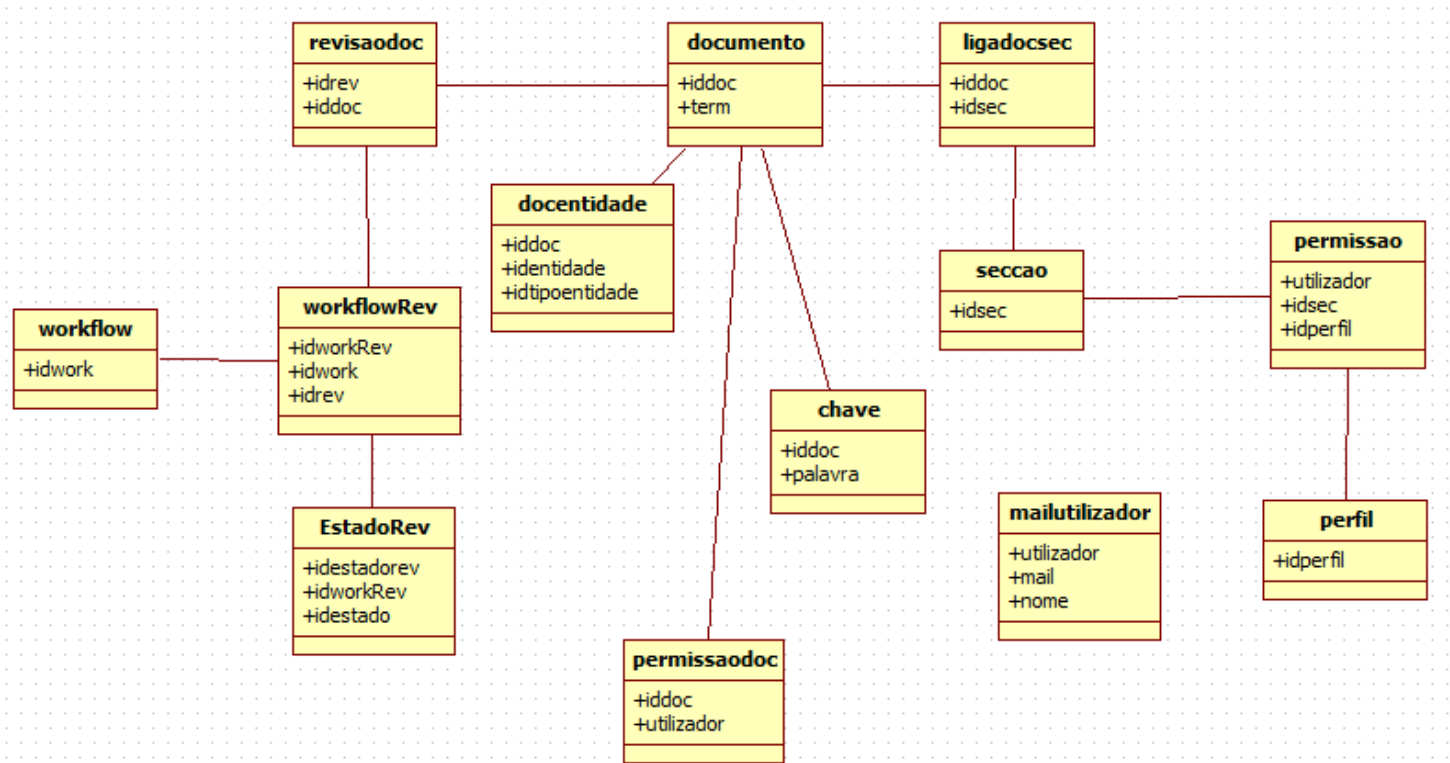 revisaodoc
+idrev
+iddoc
documento
+iddoc
+term
ligadocsec
+iddoc
+idsec
docentidade
+iddoc
+identidade
+idtipoentidade
seccao
+idsec
permissao
+utilizador
+idsec
+idperfil
workflow
+idwork
workflowRev
+idworkRev
+idwork
+idrev
chave
+iddoc
+palavra
EstadoRev
+idestadorev
+idworkRev
+idestado
mailutilizador
+utilizador
+mail
+nome
perfil
+idperfil
permissaodoc
+iddoc
+utilizador